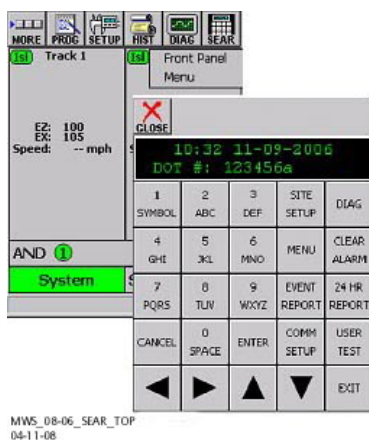 MORE PROG SETUP HIST DIAG SEAR
Isl Track 1 Isl Front Panel
Menu
CLOSE
EZ: 100
EX: 105
Speed: -- mph S
10:32 11-09-2006
DOT #: 123456a
1 2 3 SITE DIAG
SYMBOL ABC DEF SETUP
4 5 6 MENU CLEAR
GHI JKL MNO ALARM
AND 1
7 8 9 EVENT 24 HR
PQRS TUV WXYZ REPORT REPORT
System S
CANCEL 0 ENTER COMM USER
SPACE SETUP TEST
EXIT
MWS_08-06_SEAR_TOP
04-11-08